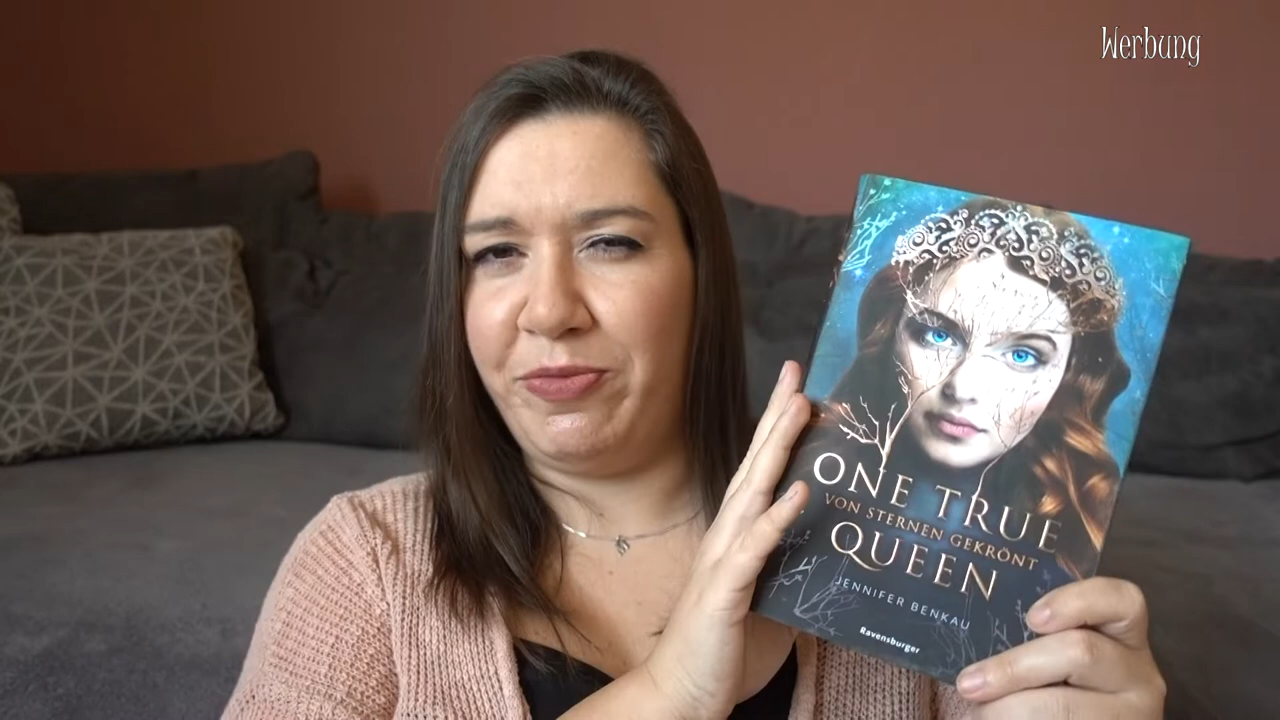 Werbung
ONE TRUE
VON STERNEN GEKRÖNT
QUEEN
JENNIFER BENKAU
Ravensburger